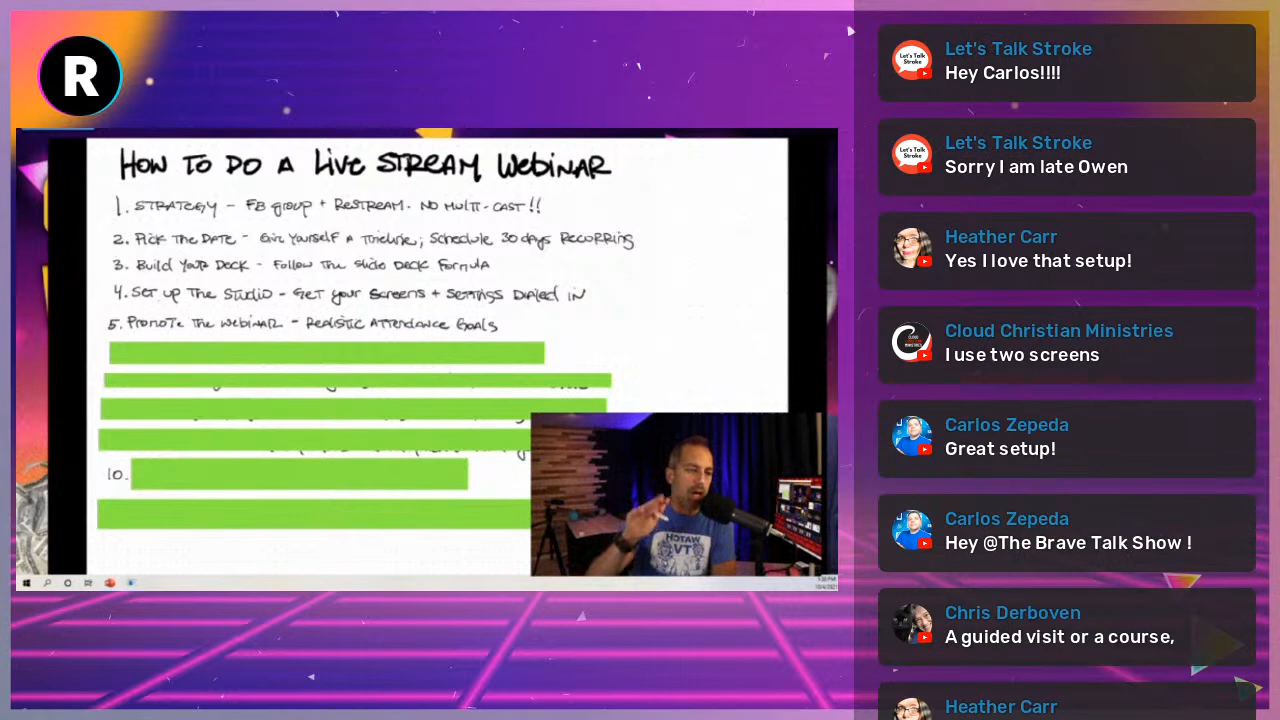 R
HOW TO DO A LIVE STREAM WEBINAR
1. STRATEGY - FB group + RESTREAM. NO MULTI-CAST!!
2. Pick THE DATE - Give Yourself A Timeline; Schedule 30 days RECORRING
3. Build Your DECK - Follow The Slide DECK Formula
4. SET up The STUDIO - GET your Screens + SETTINGS DIALED IN
5. PROMOTE THE WEBINAR - REALISTIC ATTENDANCE GOALS
10.
WATCH
TV
Let's Talk Stroke
Hey Carlos!!!!
Let's Talk Stroke
Sorry I am late Owen
Heather Carr
Yes I love that setup!
Cloud Christian Ministries
I use two screens
Carlos Zepeda
Great setup!
Carlos Zepeda
Hey @The Brave Talk Show !
Chris Derboven
A guided visit or a course,
Heather Carr